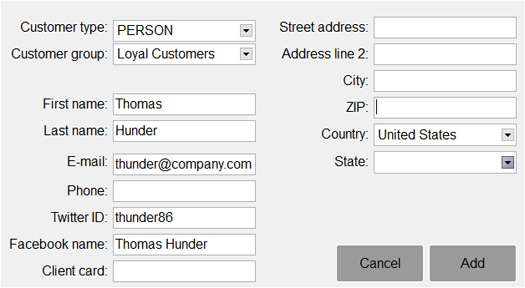 Customer type: PERSON
Customer group: Loyal Customers
First name: Thomas
Last name: Hunder
E-mail: thunder@company.com
Phone:
Twitter ID: thunder86
Facebook name: Thomas Hunder
Client card:
Street address:
Address line 2:
City:
ZIP:
Country: United States
State:
Cancel Add